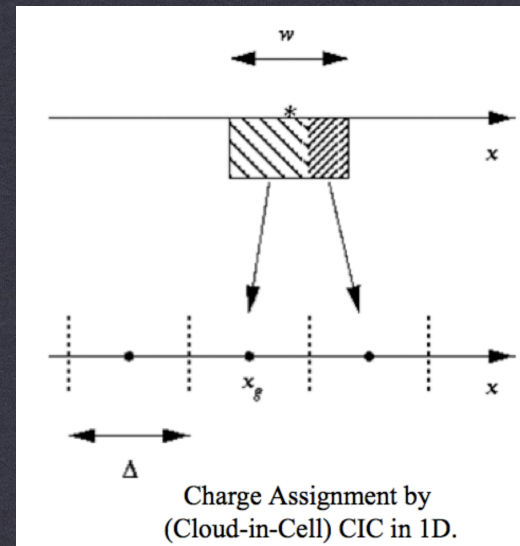 w
*
x
x_g
x
Δ
Charge Assignment by
(Cloud-in-Cell) CIC in 1D.